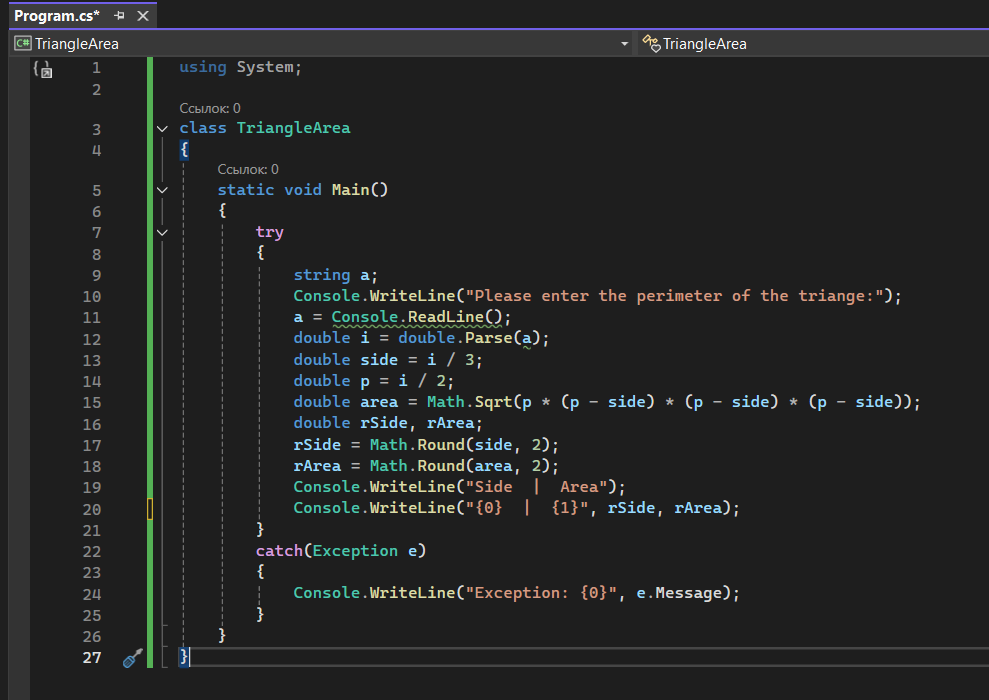 Program.cs*
TriangleArea
TriangleArea
1 using System;
2
Ссылок: 0
3 class TriangleArea
4 {
Ссылок: 0
5 static void Main()
6 {
7 try
8 {
9 string a;
10 Console.WriteLine("Please enter the perimeter of the triange:");
11 a = Console.ReadLine();
12 double i = double.Parse(a);
13 double side = i / 3;
14 double p = i / 2;
15 double area = Math.Sqrt(p * (p - side) * (p - side) * (p - side));
16 double rSide, rArea;
17 rSide = Math.Round(side, 2);
18 rArea = Math.Round(area, 2);
19 Console.WriteLine("Side  |  Area");
20 Console.WriteLine("{0}  |  {1}", rSide, rArea);
21 }
22 catch(Exception e)
23 {
24 Console.WriteLine("Exception: {0}", e.Message);
25 }
26 }
27 }